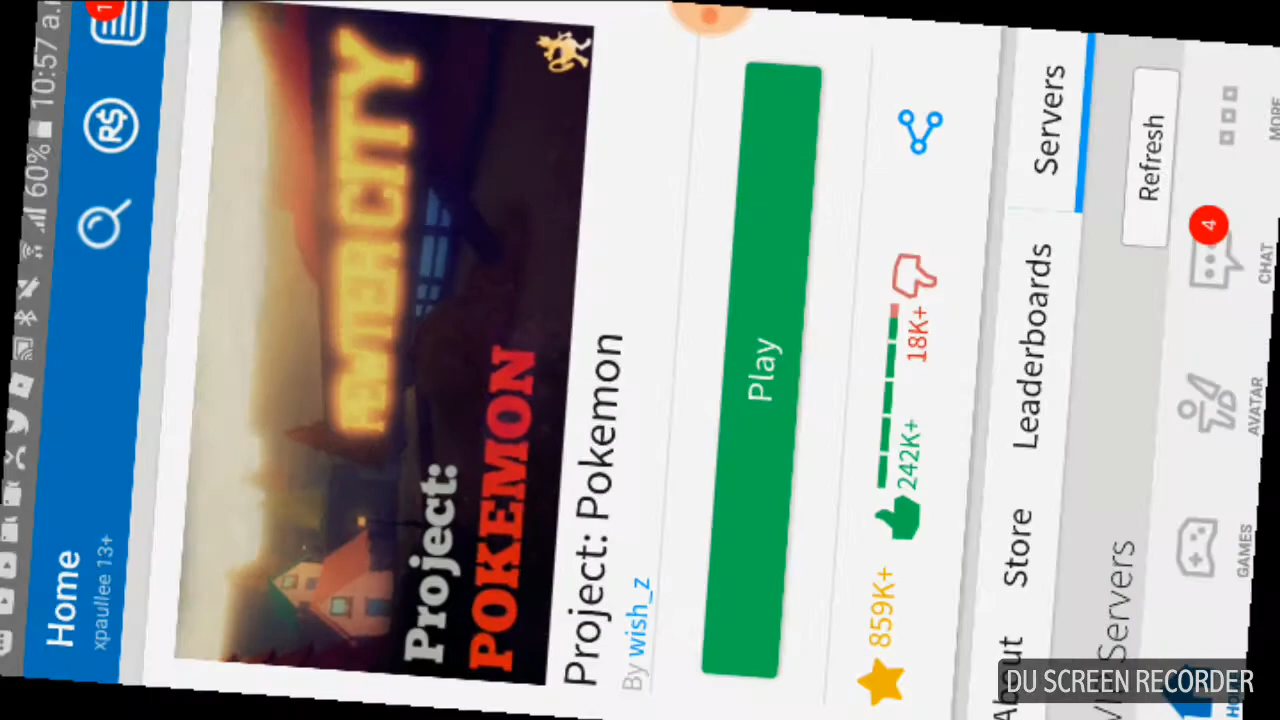 10:57 a.
60%
1
R$
Home
xpaullee 13+
Project:
POKEMON
Project: Pokemon
By wish_z
Play
859K+
242K+
18K+
Store
Leaderboards
Servers
Servers
Refresh
GAMES
AVATAR
4
CHAT
MORE
DU SCREEN RECORDER